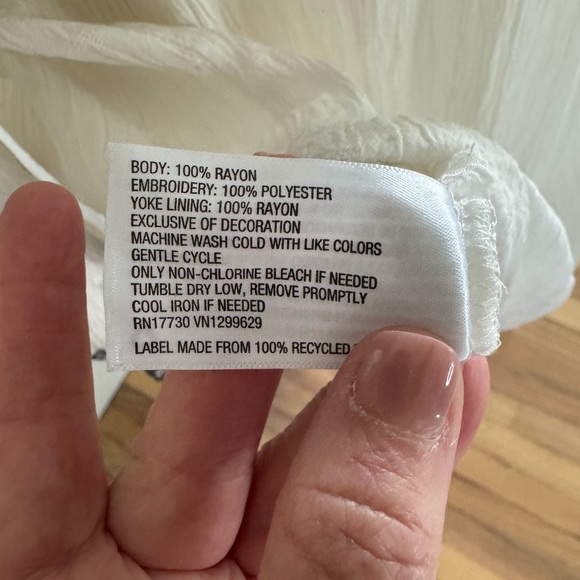 BODY: 100% RAYON
EMBROIDERY: 100% POLYESTER
YOKE LINING: 100% RAYON
EXCLUSIVE OF DECORATION
MACHINE WASH COLD WITH LIKE COLORS
GENTLE CYCLE
ONLY NON-CHLORINE BLEACH IF NEEDED
TUMBLE DRY LOW, REMOVE PROMPTLY
COOL IRON IF NEEDED
RN17730 VN1299629
LABEL MADE FROM 100% RECYCLED